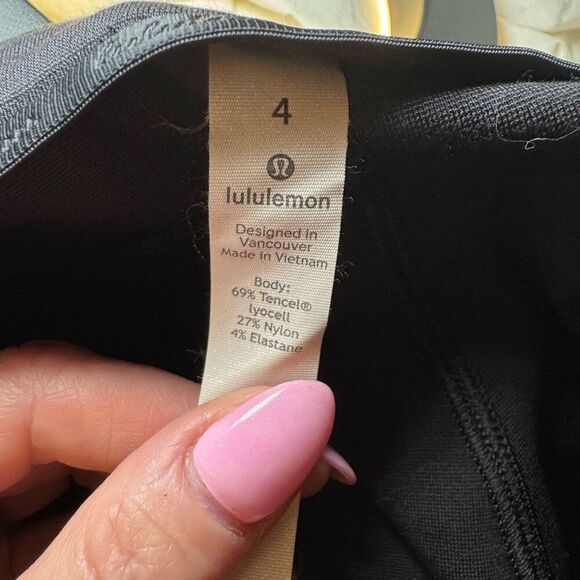 4
lululemon
Designed in
Vancouver
Made in Vietnam
Body:
69% Tencel®
lyocell
27% Nylon
4% Elastane